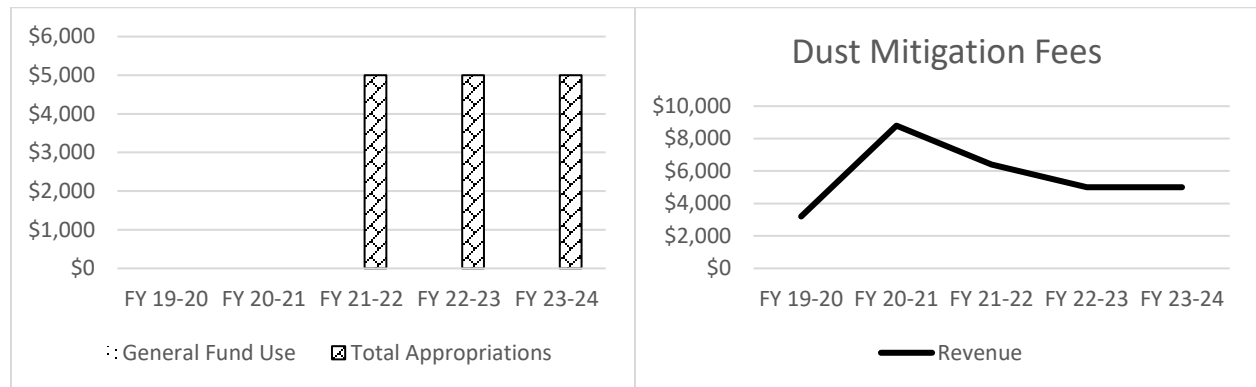 $6,000
$5,000
$4,000
$3,000
$2,000
$1,000
$0
FY 19-20 FY 20-21 FY 21-22 FY 22-23 FY 23-24
General Fund Use Total Appropriations
Dust Mitigation Fees
$10,000
$8,000
$6,000
$4,000
$2,000
$0
FY 19-20 FY 20-21 FY 21-22 FY 22-23 FY 23-24
Revenue